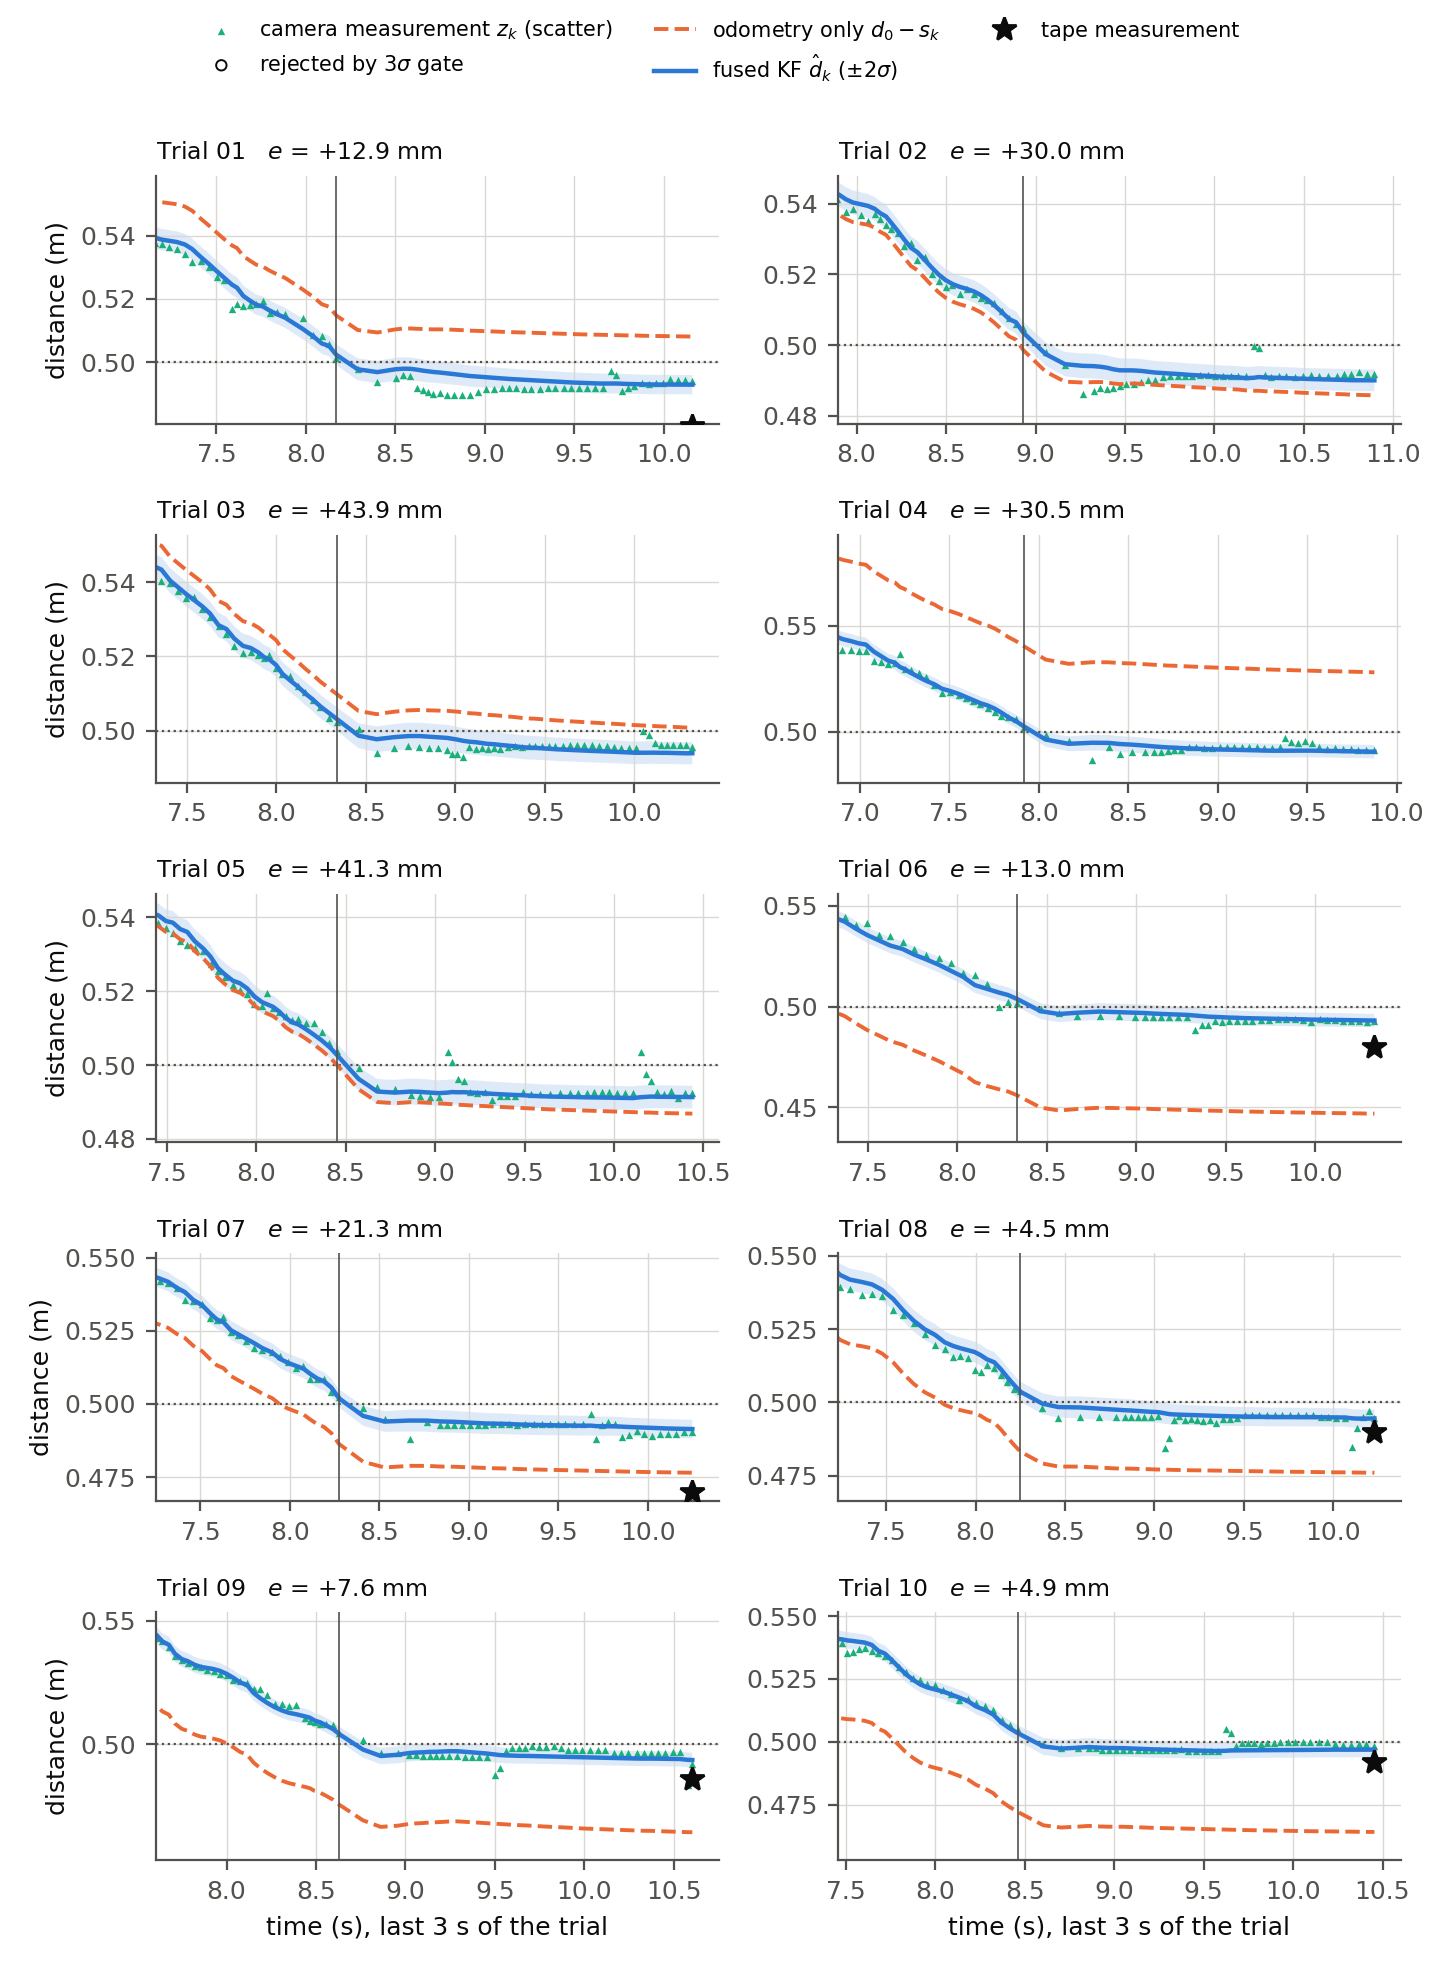 camera measurement z_k (scatter)
rejected by 3σ gate
odometry only d_0 − s_k
fused KF d̂_k (±2σ)
tape measurement
Trial 01 e = +12.9 mm
distance (m)
0.54
0.52
0.50
7.5 8.0 8.5 9.0 9.5 10.0
Trial 02 e = +30.0 mm
0.54
0.52
0.50
0.48
8.0 8.5 9.0 9.5 10.0 10.5 11.0
Trial 03 e = +43.9 mm
distance (m)
0.54
0.52
0.50
7.5 8.0 8.5 9.0 9.5 10.0
Trial 04 e = +30.5 mm
0.55
0.50
7.0 7.5 8.0 8.5 9.0 9.5 10.0
Trial 05 e = +41.3 mm
distance (m)
0.54
0.52
0.50
0.48
7.5 8.0 8.5 9.0 9.5 10.0 10.5
Trial 06 e = +13.0 mm
0.55
0.50
0.45
7.5 8.0 8.5 9.0 9.5 10.0
Trial 07 e = +21.3 mm
distance (m)
0.550
0.525
0.500
0.475
7.5 8.0 8.5 9.0 9.5 10.0
Trial 08 e = +4.5 mm
0.550
0.525
0.500
0.475
7.5 8.0 8.5 9.0 9.5 10.0
Trial 09 e = +7.6 mm
distance (m)
0.55
0.50
8.0 8.5 9.0 9.5 10.0 10.5
time (s), last 3 s of the trial
Trial 10 e = +4.9 mm
0.550
0.525
0.500
0.475
7.5 8.0 8.5 9.0 9.5 10.0 10.5
time (s), last 3 s of the trial